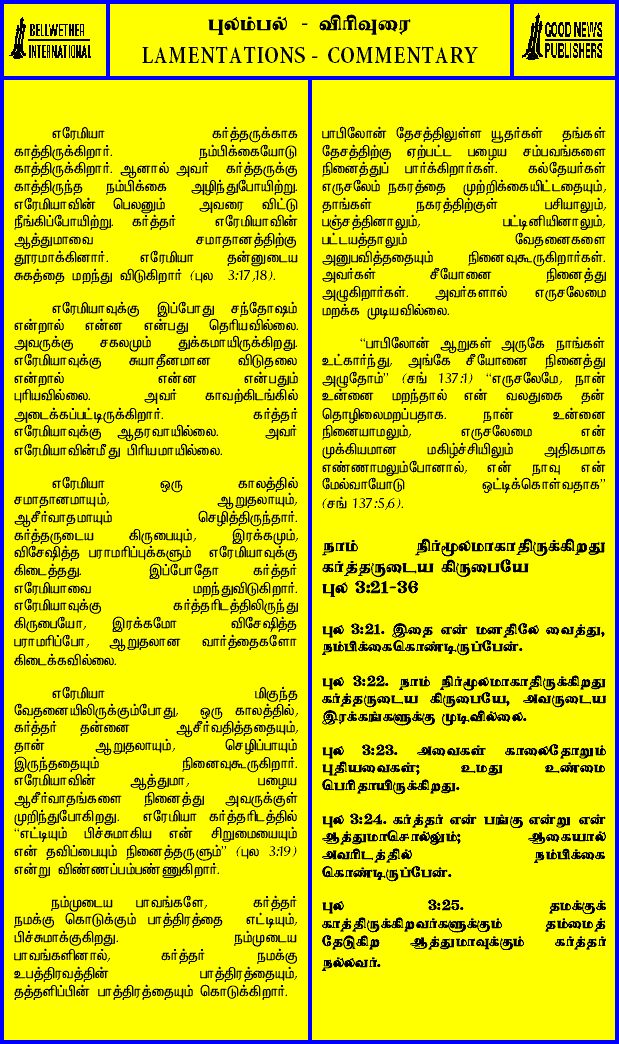 BELLWETHER
INTERNATIONAL
புலம்பல் - விரிவுரை
LAMENTATIONS - COMMENTARY
GOOD NEWS
PUBLISHERS
எரேமியா கர்த்தருக்காக
காத்திருக்கிறார். நம்பிக்கையோடு
காத்திருக்கிறார். ஆனால் அவர் கர்த்தருக்கு
காத்திருந்த நம்பிக்கை அழிந்துபோயிற்று.
எரேமியாவின் பெலனும் அவரை விட்டு
நீங்கிப்போயிற்று. கர்த்தர் எரேமியாவின்
ஆத்துமாவை சமாதானத்திற்கு
தூரமாக்கினார். எரேமியா தன்னுடைய
சுகத்தை மறந்து விடுகிறார் (புல 3:17,18).
எரேமியாவுக்கு இப்போது சந்தோஷம்
என்றால் என்ன என்பது தெரியவில்லை.
அவருக்கு சகலமும் துக்கமாயிருக்கிறது.
எரேமியாவுக்கு சுயாதீனமான விடுதலை
என்றால் என்ன என்பதும்
புரியவில்லை. அவர் காவற்கிடங்கில்
அடைக்கப்பட்டிருக்கிறார். கர்த்தர்
எரேமியாவுக்கு ஆதரவாயில்லை. அவர்
எரேமியாவின்மீது பிரியமாயில்லை.
எரேமியா ஒரு காலத்தில்
சமாதானமாயும், ஆறுதலாயும்,
ஆசீர்வாதமாயும் செழித்திருந்தார்.
கர்த்தருடைய கிருபையும், இரக்கமும்,
விசேஷித்த பராமரிப்புக்களும் எரேமியாவுக்கு
கிடைத்தது. இப்போதோ கர்த்தர்
எரேமியாவை மறந்துவிடுகிறார்.
எரேமியாவுக்கு கர்த்தரிடத்திலிருந்து
கிருபையோ, இரக்கமோ விசேஷித்த
பராமரிப்போ, ஆறுதலான வார்த்தைகளோ
கிடைக்கவில்லை.
எரேமியா மிகுந்த
வேதனையிலிருக்கும்போது, ஒரு காலத்தில்,
கர்த்தர் தன்னை ஆசீர்வதித்ததையும்,
தான் ஆறுதலாயும், செழிப்பாயும்
இருந்ததையும் நினைவுகூருகிறார்.
எரேமியாவின் ஆத்துமா, பழைய
ஆசீர்வாதங்களை நினைத்து அவருக்குள்
முறிந்துபோகிறது. எரேமியா கர்த்தரிடத்தில்
“எட்டியும் பிச்சுமாகிய என் சிறுமையையும்
என் தவிப்பையும் நினைத்தருளும்” (புல 3:19)
என்று விண்ணப்பம்பண்ணுகிறார்.
நம்முடைய பாவங்களே, கர்த்தர்
நமக்கு கொடுக்கும் பாத்திரத்தை எட்டியும்,
பிச்சுமாக்குகிறது. நம்முடைய
பாவங்களினால், கர்த்தர் நமக்கு
உபத்திரவத்தின் பாத்திரத்தையும்,
தத்தளிப்பின் பாத்திரத்தையும் கொடுக்கிறார்.
பாபிலோன் தேசத்திலுள்ள யூதர்கள் தங்கள்
தேசத்திற்கு ஏற்பட்ட பழைய சம்பவங்களை
நினைத்துப் பார்க்கிறார்கள். கல்தேயர்கள்
எருசலேம் நகரத்தை முற்றிக்கையிட்டதையும்,
தாங்கள் நகரத்திற்குள் பசியாலும்,
பஞ்சத்தினாலும், பட்டினியினாலும்,
பட்டயத்தாலும் வேதனைகளை
அனுபவித்ததையும் நினைவுகூருகிறார்கள்.
அவர்கள் சீயோனை நினைத்து
அழுகிறார்கள். அவர்களால் எருசலேமை
மறக்க முடியவில்லை.
“பாபிலோன் ஆறுகள் அருகே நாங்கள்
உட்கார்ந்து, அங்கே சீயோனை நினைத்து
அழுதோம்” (சங் 137:1) “எருசலேமே, நான்
உன்னை மறந்தால் என் வலதுகை தன்
தொழிலைமறப்பதாக. நான் உன்னை
நினையாமலும், எருசலேமை என்
முக்கியமான மகிழ்ச்சியிலும் அதிகமாக
எண்ணாமலும்போனால், என் நாவு என்
மேல்வாயோடு ஒட்டிக்கொள்வதாக”
(சங் 137:5,6).
நாம் நிர்மூலமாகாதிருக்கிறது
கர்த்தருடைய கிருபையே
புல 3:21-36
புல 3:21. இதை என் மனதிலே வைத்து,
நம்பிக்கைகொண்டிருப்பேன்.
புல 3:22. நாம் நிர்மூலமாகாதிருக்கிறது
கர்த்தருடைய கிருபையே, அவருடைய
இரக்கங்களுக்கு முடிவில்லை.
புல 3:23. அவைகள் காலைதோறும்
புதியவைகள்; உமது உண்மை
பெரிதாயிருக்கிறது.
புல 3:24. கர்த்தர் என் பங்கு என்று என்
ஆத்துமாசொல்லும்; ஆகையால்
அவரிடத்தில் நம்பிக்கை
கொண்டிருப்பேன்.
புல 3:25. தமக்குக்
காத்திருக்கிறவர்களுக்கும் தம்மைத்
தேடுகிற ஆத்துமாவுக்கும் கர்த்தர்
நல்லவர்.